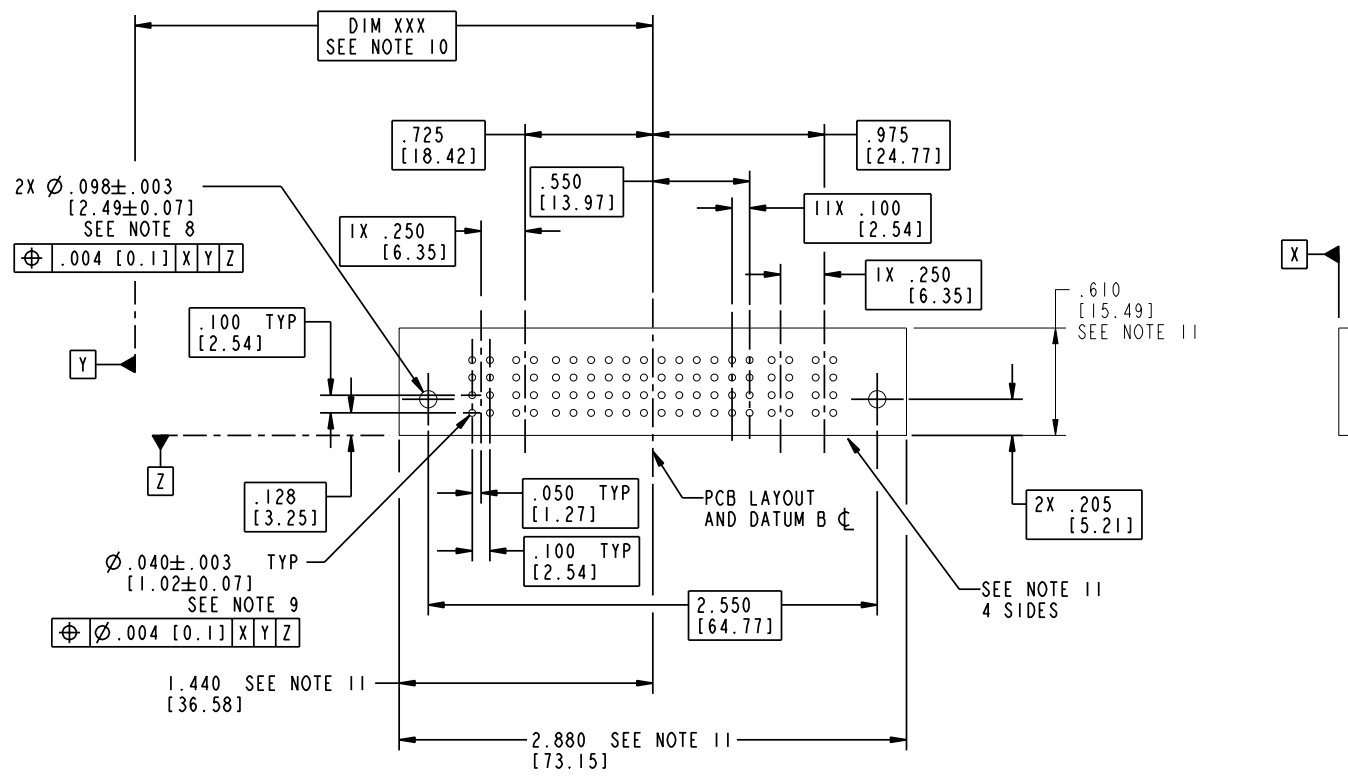 DIM XXX
SEE NOTE 10
.725
[18.42]
.975
[24.77]
.550
[13.97]
2X Ø .098±.003
[2.49±0.07]
SEE NOTE 8
⌖ .004 [0.1] X Y Z
1X .250
[6.35]
11X .100
[2.54]
X
1X .250
[6.35]
.610
[15.49]
SEE NOTE 11
.100 TYP
[2.54]
Y
Z
.128
[3.25]
.050 TYP
[1.27]
PCB LAYOUT
AND DATUM B ℄
2X .205
[5.21]
Ø .040±.003 TYP
[1.02±0.07]
SEE NOTE 9
⌖ Ø.004 [0.1] X Y Z
.100 TYP
[2.54]
2.550
[64.77]
SEE NOTE 11
4 SIDES
1.440 SEE NOTE 11
[36.58]
2.880 SEE NOTE 11
[73.15]